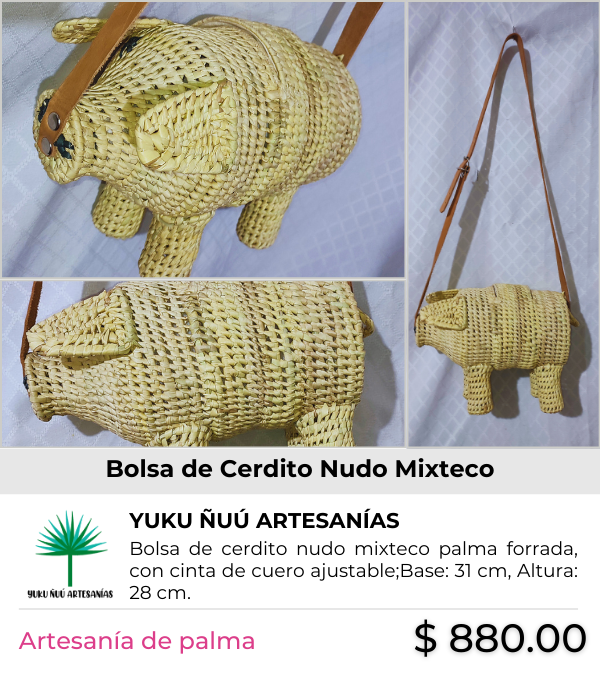 Bolsa de Cerdito Nudo Mixteco
YUKU ÑUÚ ARTESANÍAS
Bolsa de cerdito nudo mixteco palma forrada,
con cinta de cuero ajustable;Base: 31 cm, Altura:
28 cm.
YUKU ÑUÚ ARTESANÍAS
Artesanía de palma
$ 880.00